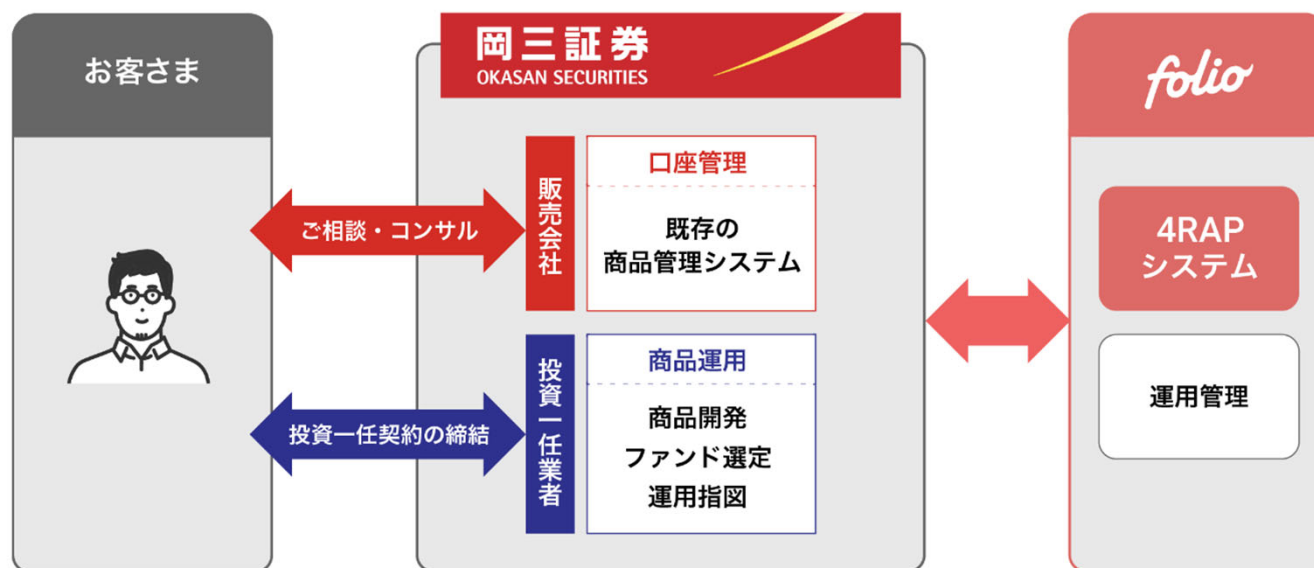 お客さま
岡三証券
OKASAN SECURITIES
folio
ご相談・コンサル
販売会社
口座管理
既存の
商品管理システム
投資一任契約の締結
投資一任業者
商品運用
商品開発
ファンド選定
運用指図
4RAP
システム
運用管理